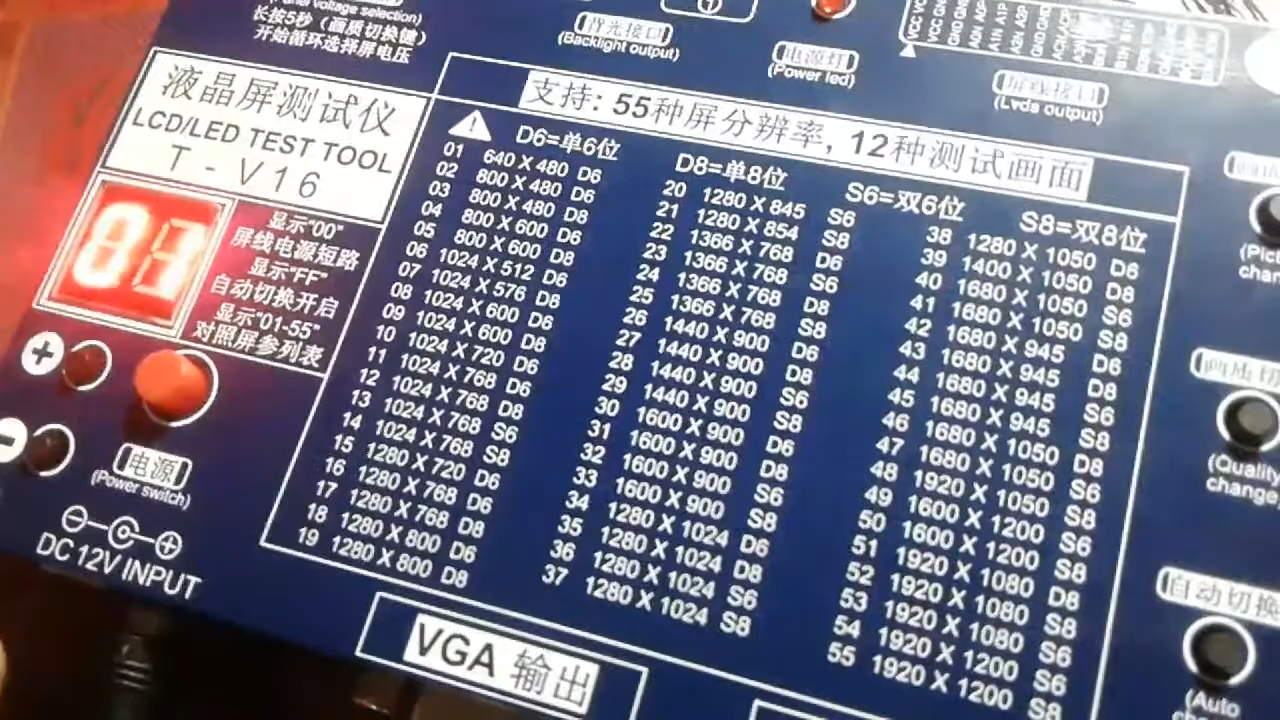 (Panel voltage selection)
长按5秒（画质切换键）
开始循环选择屏电压
背光接口
(Backlight output)
电源灯
(Power led)
屏线接口
(Lvds output)
液晶屏测试仪
LCD/LED TEST TOOL
T - V16
显示"00"
屏线电源短路
显示"FF"
自动切换开启
显示"01-55"
对照屏参列表
+
-
电源
(Power switch)
DC 12V INPUT
支持: 55种屏分辨率, 12种测试画面
D6=单6位 D8=单8位 S6=双6位 S8=双8位
01 640 X 480 D6
02 800 X 480 D6
03 800 X 480 D8
04 800 X 600 D6
05 800 X 600 D8
06 1024 X 512 D6
07 1024 X 576 D8
08 1024 X 600 D6
09 1024 X 600 D8
10 1024 X 720 D6
11 1024 X 768 D6
12 1024 X 768 D8
13 1024 X 768 S6
14 1024 X 768 S8
15 1280 X 720 D6
16 1280 X 768 D6
17 1280 X 768 D8
18 1280 X 800 D6
19 1280 X 800 D8
20 1280 X 845 S6
21 1280 X 854 S8
22 1366 X 768 D6
23 1366 X 768 S6
24 1366 X 768 D8
25 1366 X 768 S8
26 1440 X 900 D6
27 1440 X 900 D8
28 1440 X 900 S6
29 1440 X 900 S8
30 1600 X 900 D6
31 1600 X 900 D8
32 1600 X 900 S6
33 1600 X 900 S8
34 1280 X 1024 D6
35 1280 X 1024 D8
36 1280 X 1024 S6
37 1280 X 1024 S8
38 1280 X 1050 D6
39 1400 X 1050 D8
40 1680 X 1050 S6
41 1680 X 1050 S8
42 1680 X 945 D6
43 1680 X 945 D8
44 1680 X 945 S6
45 1680 X 945 S8
46 1680 X 1050 D8
47 1680 X 1050 S6
48 1920 X 1050 S8
49 1600 X 1200 S6
50 1600 X 1200 S8
51 1920 X 1080 D8
52 1920 X 1080 S8
53 1920 X 1080 S6
54 1920 X 1200 S6
55 1920 X 1200 S8
VGA 输出
画质切
(Quality
change
自动切换
(Auto